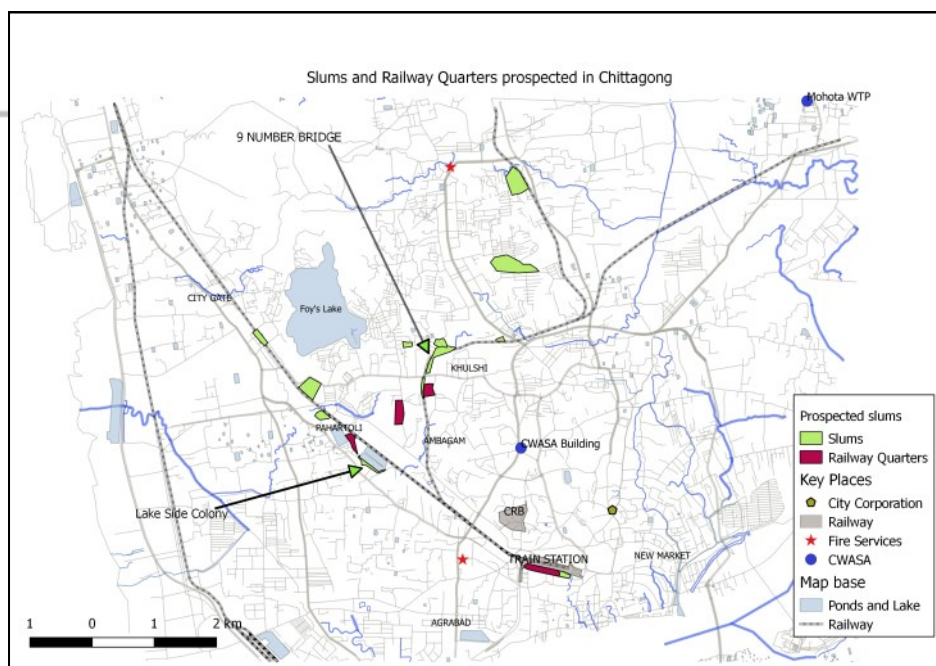 Slums and Railway Quarters prospected in Chittagong
Mohota WTP
9 NUMBER BRIDGE
CITY GATE
Foy's Lake
KHULSHI
PAHARTOLI
AMBAGAM
CWASA Building
Lake Side Colony
CRB
TRAIN STATION
NEW MARKET
AGRABAD
1 0 1 2 km
Prospected slums
Slums
Railway Quarters
Key Places
City Corporation
Railway
Fire Services
CWASA
Map base
Ponds and Lake
Railway